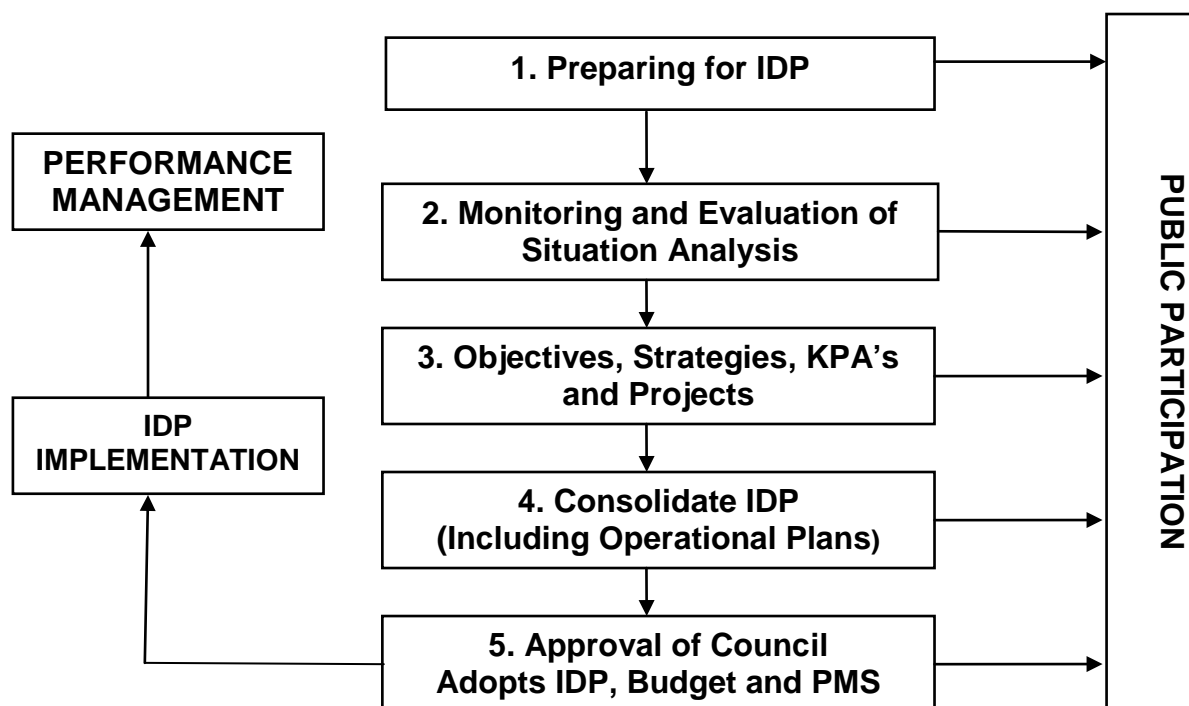 1. Preparing for IDP
PERFORMANCE
MANAGEMENT
2. Monitoring and Evaluation of
Situation Analysis
3. Objectives, Strategies, KPA's
and Projects
IDP
IMPLEMENTATION
4. Consolidate IDP
(Including Operational Plans)
5. Approval of Council
Adopts IDP, Budget and PMS
PUBLIC PARTICIPATION